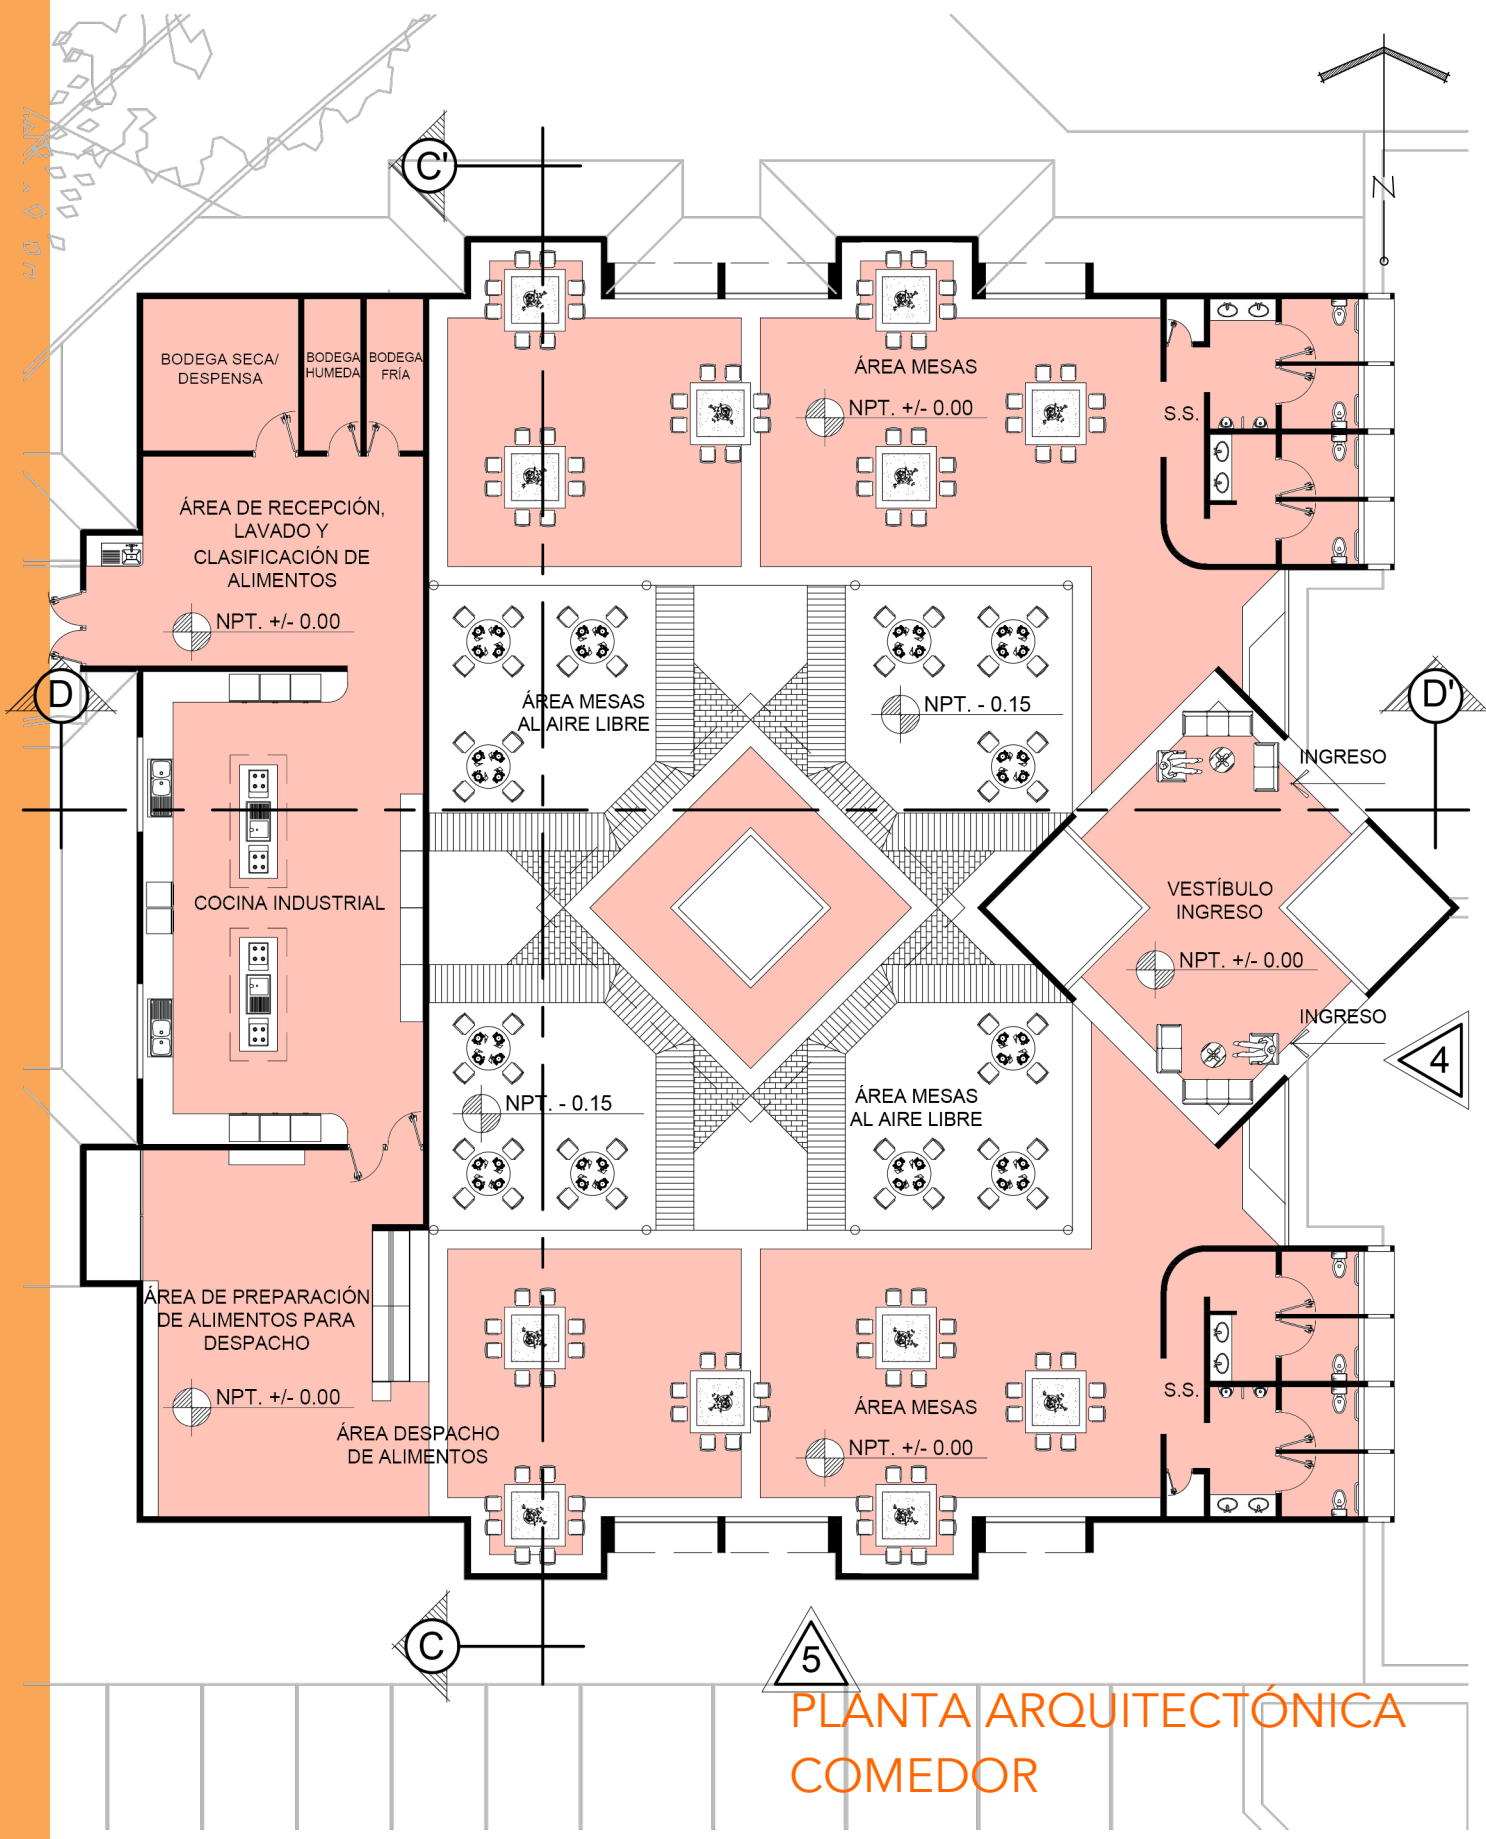 C'
N
BODEGA SECA/
DESPENSA
BODEGA
HUMEDA
BODEGA
FRÍA
ÁREA MESAS
NPT. +/- 0.00
S.S.
ÁREA DE RECEPCIÓN,
LAVADO Y
CLASIFICACIÓN DE
ALIMENTOS
NPT. +/- 0.00
D
D'
ÁREA MESAS
AL AIRE LIBRE
NPT. - 0.15
INGRESO
COCINA INDUSTRIAL
VESTÍBULO
INGRESO
NPT. +/- 0.00
INGRESO
4
NPT. - 0.15
ÁREA MESAS
AL AIRE LIBRE
ÁREA DE PREPARACIÓN
DE ALIMENTOS PARA
DESPACHO
NPT. +/- 0.00
ÁREA DESPACHO
DE ALIMENTOS
ÁREA MESAS
NPT. +/- 0.00
S.S.
C
5
PLANTA ARQUITECTÓNICA
COMEDOR